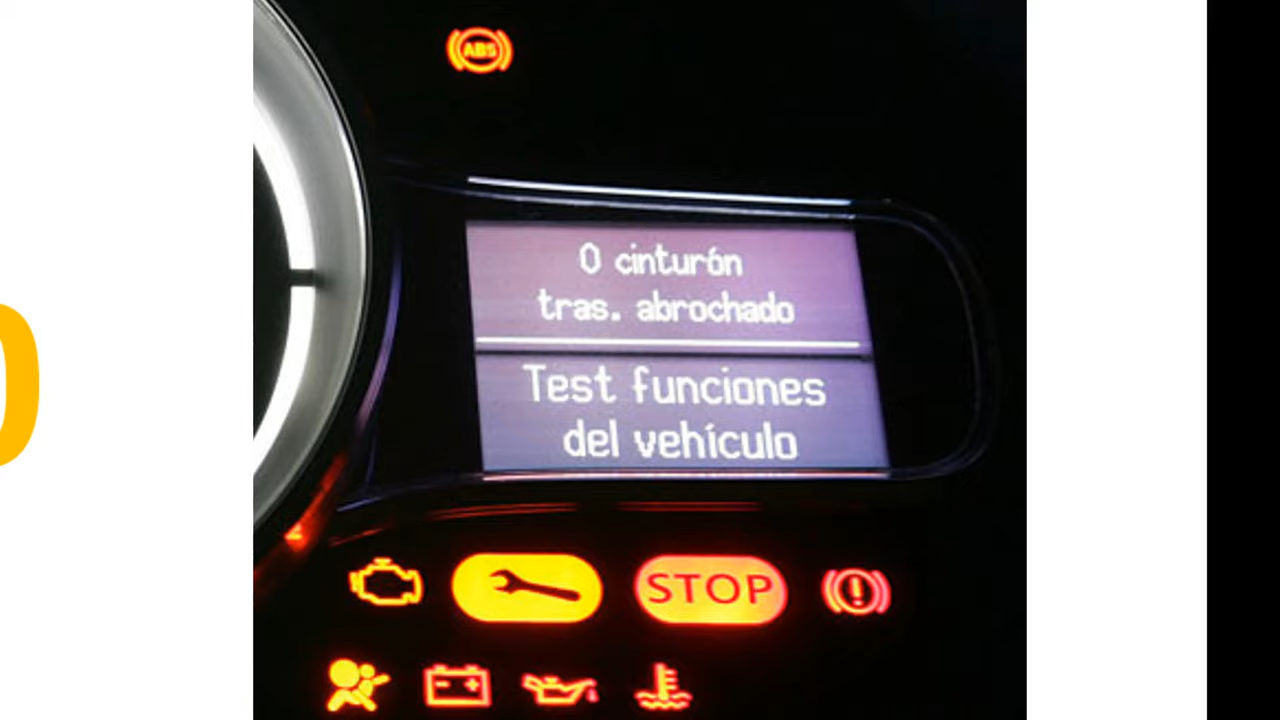 ABS
0 cinturón
tras. abrochado
Test funciones
del vehículo
STOP